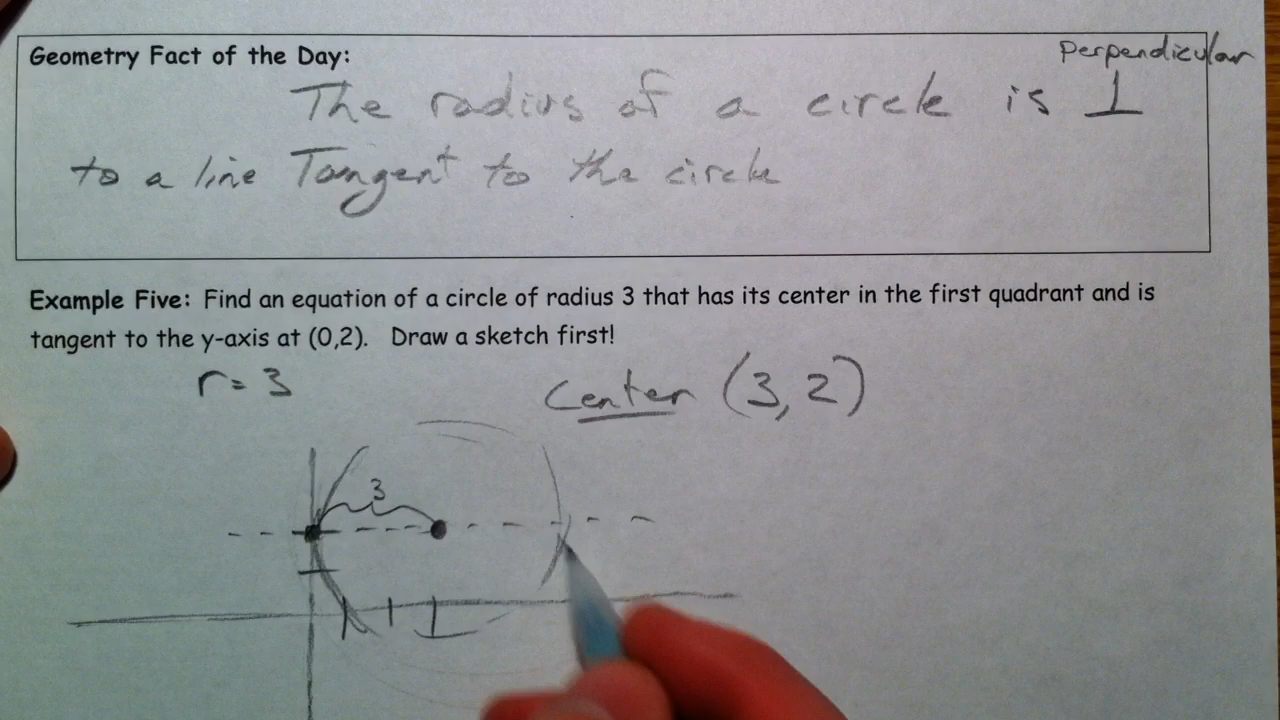 Geometry Fact of the Day:
perpendicular
The radius of a circle is ⊥
to a line Tangent to the circle
Example Five: Find an equation of a circle of radius 3 that has its center in the first quadrant and is
tangent to the y-axis at (0,2). Draw a sketch first!
r = 3
Center (3, 2)
3